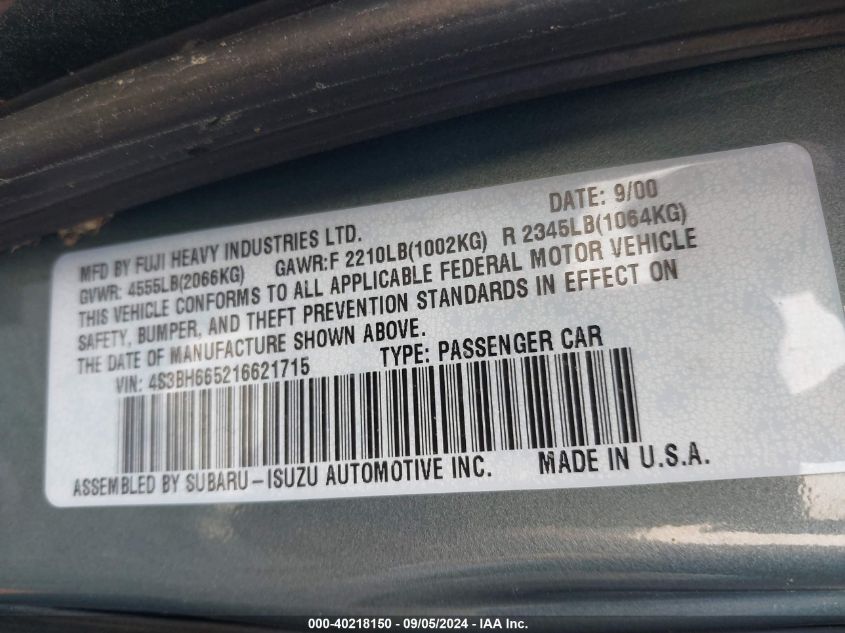 MFD BY FUJI HEAVY INDUSTRIES LTD. DATE: 9/00
GVWR: 4555LB(2066KG) GAWR:F 2210LB(1002KG) R 2345LB(1064KG)
THIS VEHICLE CONFORMS TO ALL APPLICABLE FEDERAL MOTOR VEHICLE
SAFETY, BUMPER, AND THEFT PREVENTION STANDARDS IN EFFECT ON
THE DATE OF MANUFACTURE SHOWN ABOVE.
VIN: 4S3BH665216621715 TYPE: PASSENGER CAR
ASSEMBLED BY SUBARU-ISUZU AUTOMOTIVE INC. MADE IN U.S.A.
000-40218150 - 09/05/2024 - IAA Inc.